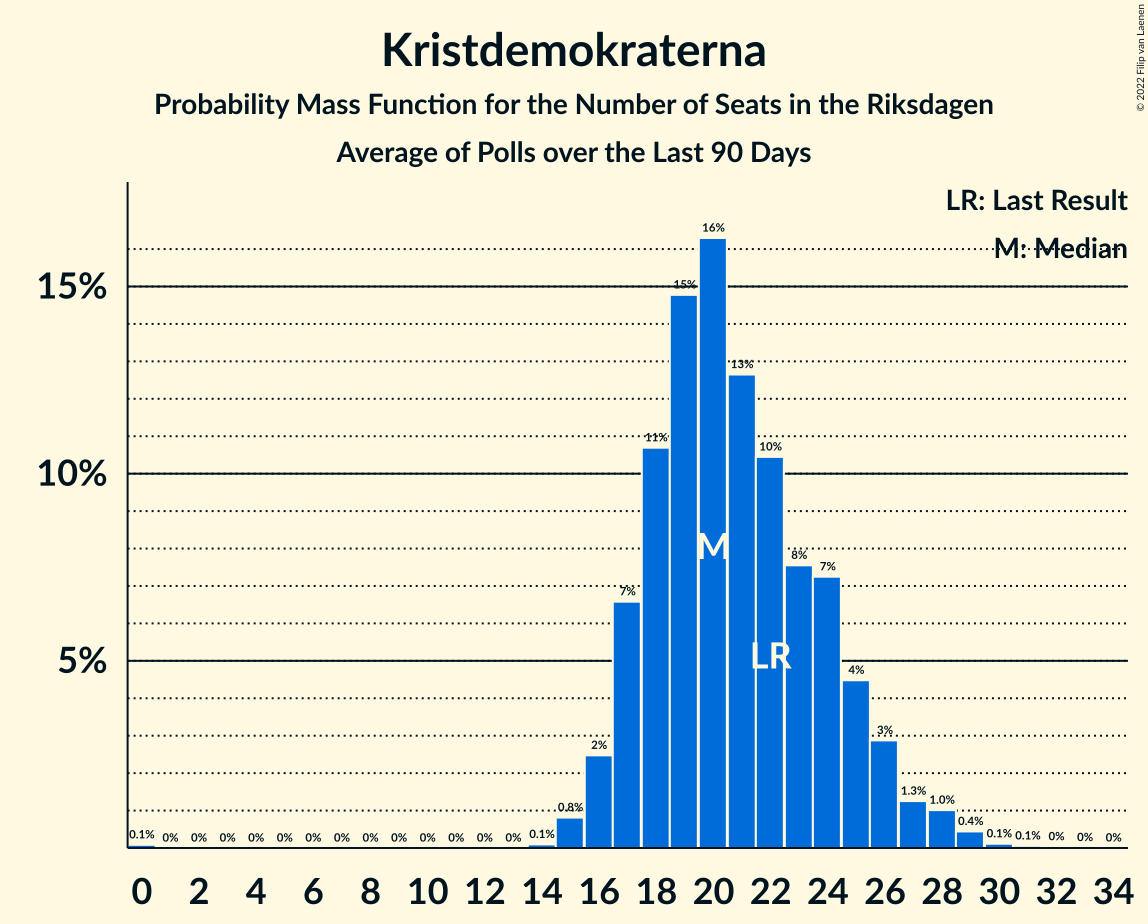 Kristdemokraterna
Probability Mass Function for the Number of Seats in the Riksdagen
Average of Polls over the Last 90 Days
© 2022 Filip van Laenen
LR: Last Result
M: Median
15%
10%
5%
0.1% 0% 0% 0% 0% 0% 0% 0% 0% 0% 0% 0% 0% 0% 0.1% 0.8% 2% 7% 11% 15% 16% 13% 10% 8% 7% 4% 3% 1.3% 1.0% 0.4% 0.1% 0.1% 0% 0% 0%
M
LR
0 2 4 6 8 10 12 14 16 18 20 22 24 26 28 30 32 34